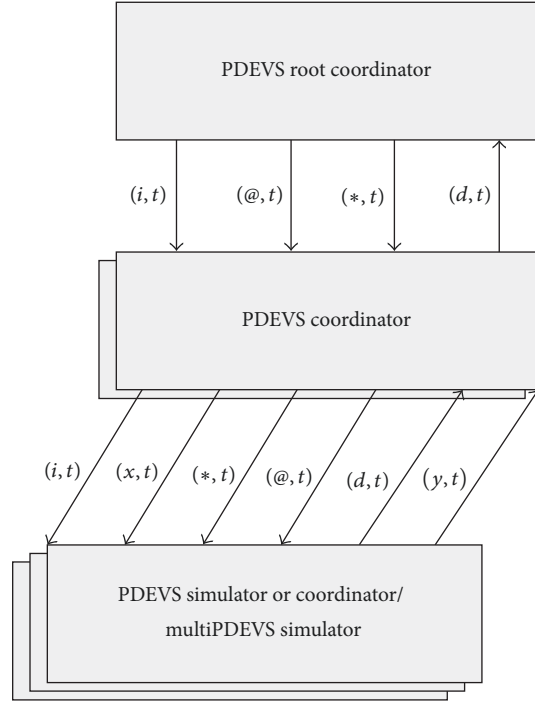 PDEVS root coordinator
(i, t)
(@, t)
(*, t)
(d, t)
PDEVS coordinator
(i, t)
(x, t)
(*, t)
(@, t)
(d, t)
(y, t)
PDEVS simulator or coordinator/
multiPDEVS simulator